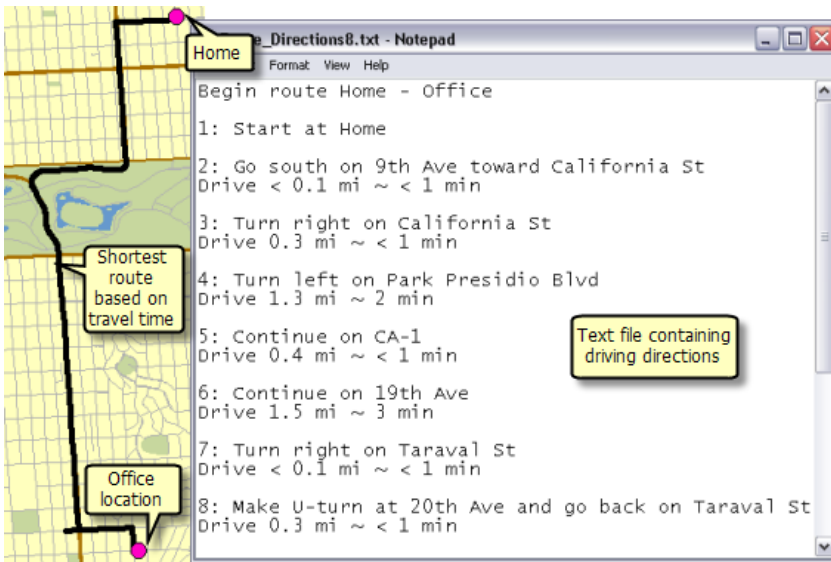 Home
e_Directions8.txt - Notepad
Format View Help
Begin route Home - Office
1: Start at Home
2: Go south on 9th Ave toward California St
Drive < 0.1 mi ~ < 1 min
3: Turn right on California St
Drive 0.3 mi ~ < 1 min
4: Turn left on Park Presidio Blvd
Drive 1.3 mi ~ 2 min
5: Continue on CA-1
Drive 0.4 mi ~ < 1 min
6: Continue on 19th Ave
Drive 1.5 mi ~ 3 min
7: Turn right on Taraval St
Drive < 0.1 mi ~ < 1 min
8: Make U-turn at 20th Ave and go back on Taraval St
Drive 0.3 mi ~ < 1 min
Shortest
route
based on
travel time
Text file containing
driving directions
Office
location